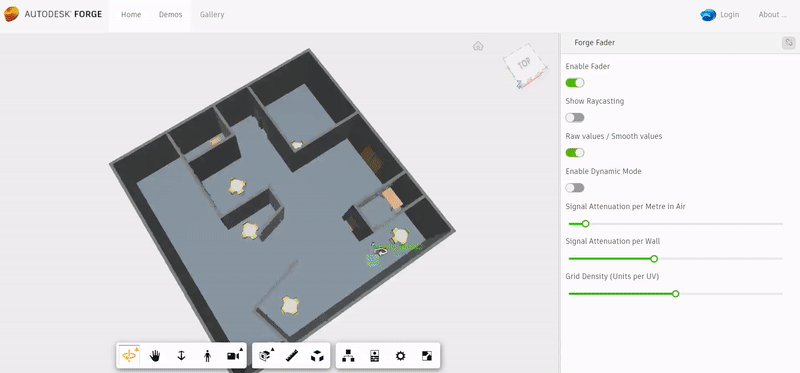 AUTODESK® FORGE Home Demos Gallery Login About ...
Forge Fader
TOP
Enable Fader
Show Raycasting
Raw values / Smooth values
Enable Dynamic Mode
Signal Attenuation per Metre in Air
Signal Attenuation per Wall
Grid Density (Units per UV)